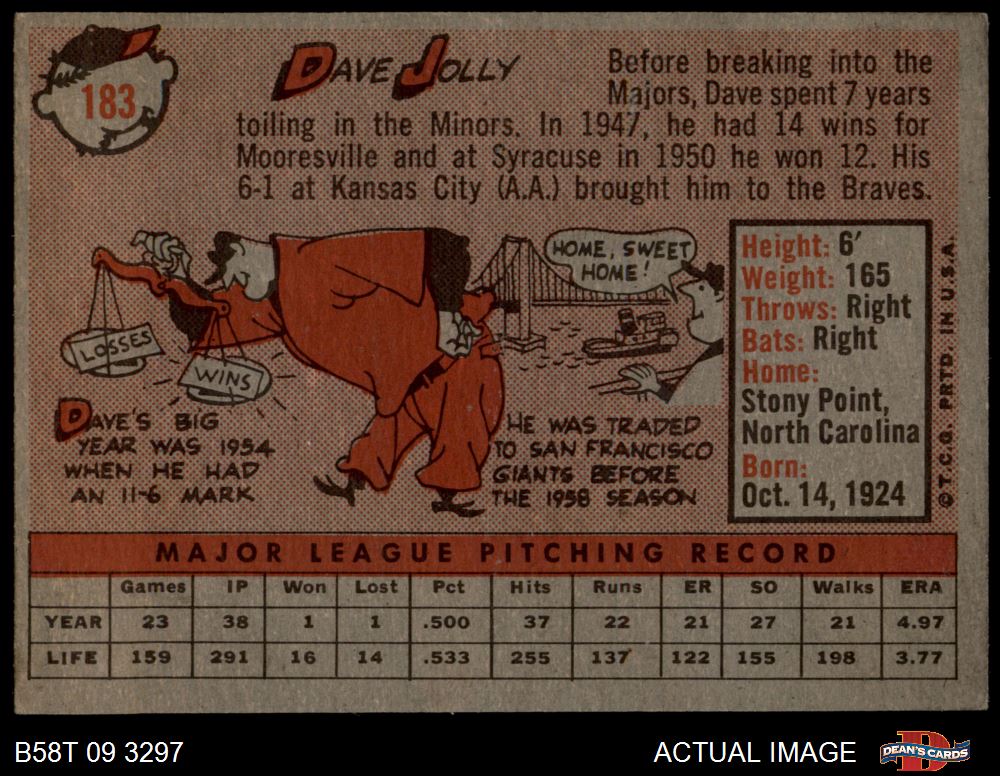 183
DAVE JOLLY
Before breaking into the
Majors, Dave spent 7 years
toiling in the Minors. In 1947, he had 14 wins for
Mooresville and at Syracuse in 1950 he won 12. His
6-1 at Kansas City (A.A.) brought him to the Braves.
LOSSES
WINS
DAVE'S BIG
YEAR WAS 1954
WHEN HE HAD
AN 11-6 MARK
HOME, SWEET
HOME!
HE WAS TRADED
TO SAN FRANCISCO
GIANTS BEFORE
THE 1958 SEASON
Height: 6'
Weight: 165
Throws: Right
Bats: Right
Home:
Stony Point,
North Carolina
Born:
Oct. 14, 1924
©T.C.G. PRTD. IN U.S.A.
MAJOR LEAGUE PITCHING RECORD
Games IP Won Lost Pct Hits Runs ER SO Walks ERA
YEAR 23 38 1 1 .500 37 22 21 27 21 4.97
LIFE 159 291 16 14 .533 255 137 122 155 198 3.77
B58T 09 3297
ACTUAL IMAGE
D
DEAN'S CARDS